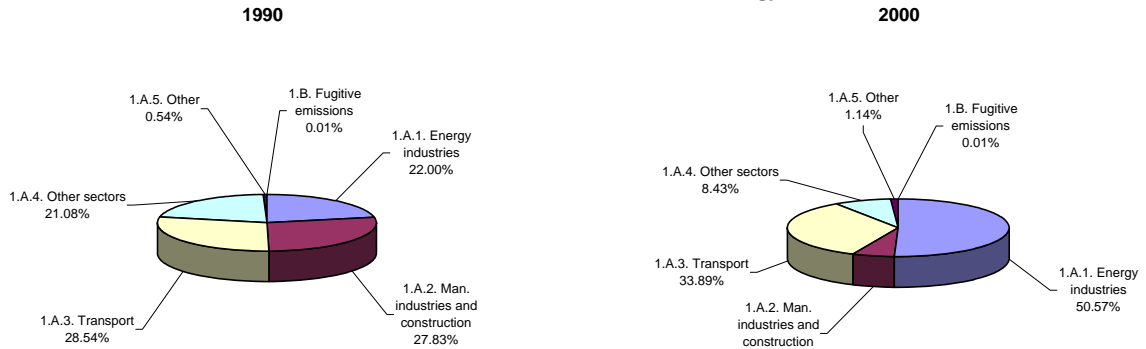 1990
1.A.5. Other
0.54%
1.B. Fugitive
emissions
0.01%
1.A.1. Energy
industries
22.00%
1.A.4. Other sectors
21.08%
1.A.3. Transport
28.54%
1.A.2. Man.
industries and
construction
27.83%
2000
1.A.5. Other
1.14%
1.B. Fugitive
emissions
0.01%
1.A.4. Other sectors
8.43%
1.A.3. Transport
33.89%
1.A.2. Man.
industries and
construction
1.A.1. Energy
industries
50.57%